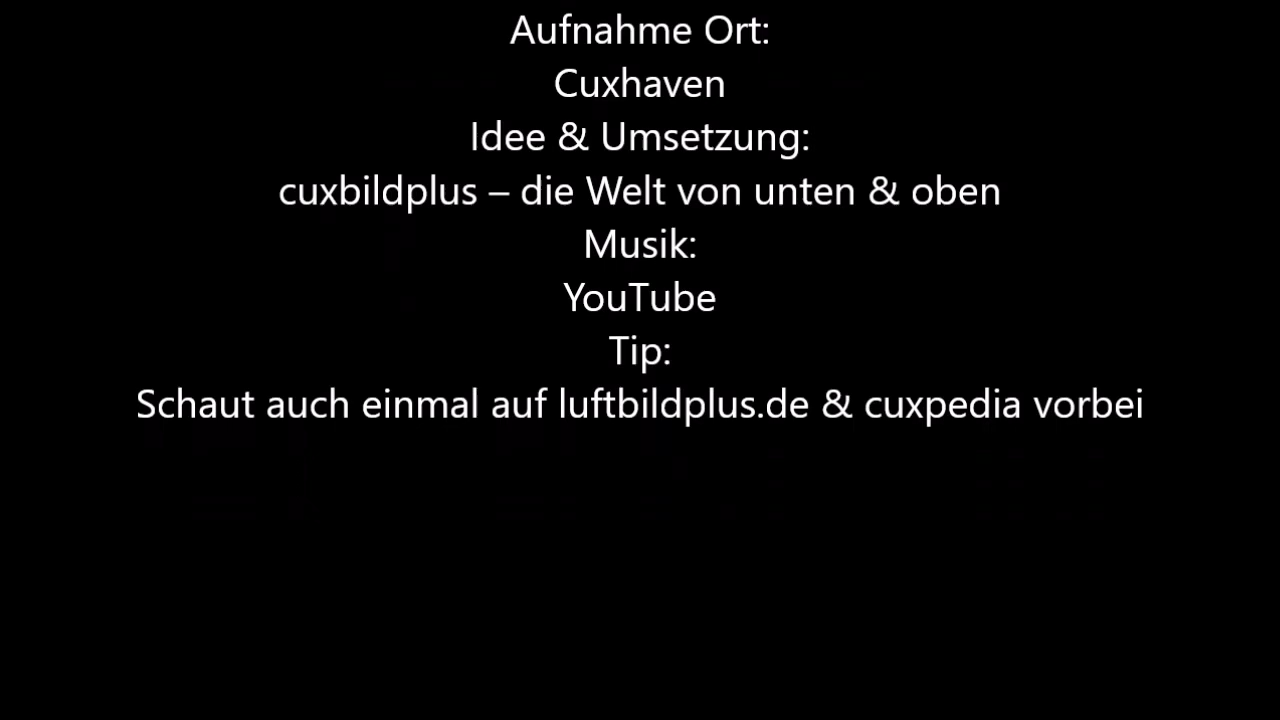 Aufnahme Ort:
Cuxhaven
Idee & Umsetzung:
cuxbildplus – die Welt von unten & oben
Musik:
YouTube
Tip:
Schaut auch einmal auf luftbildplus.de & cuxpedia vorbei